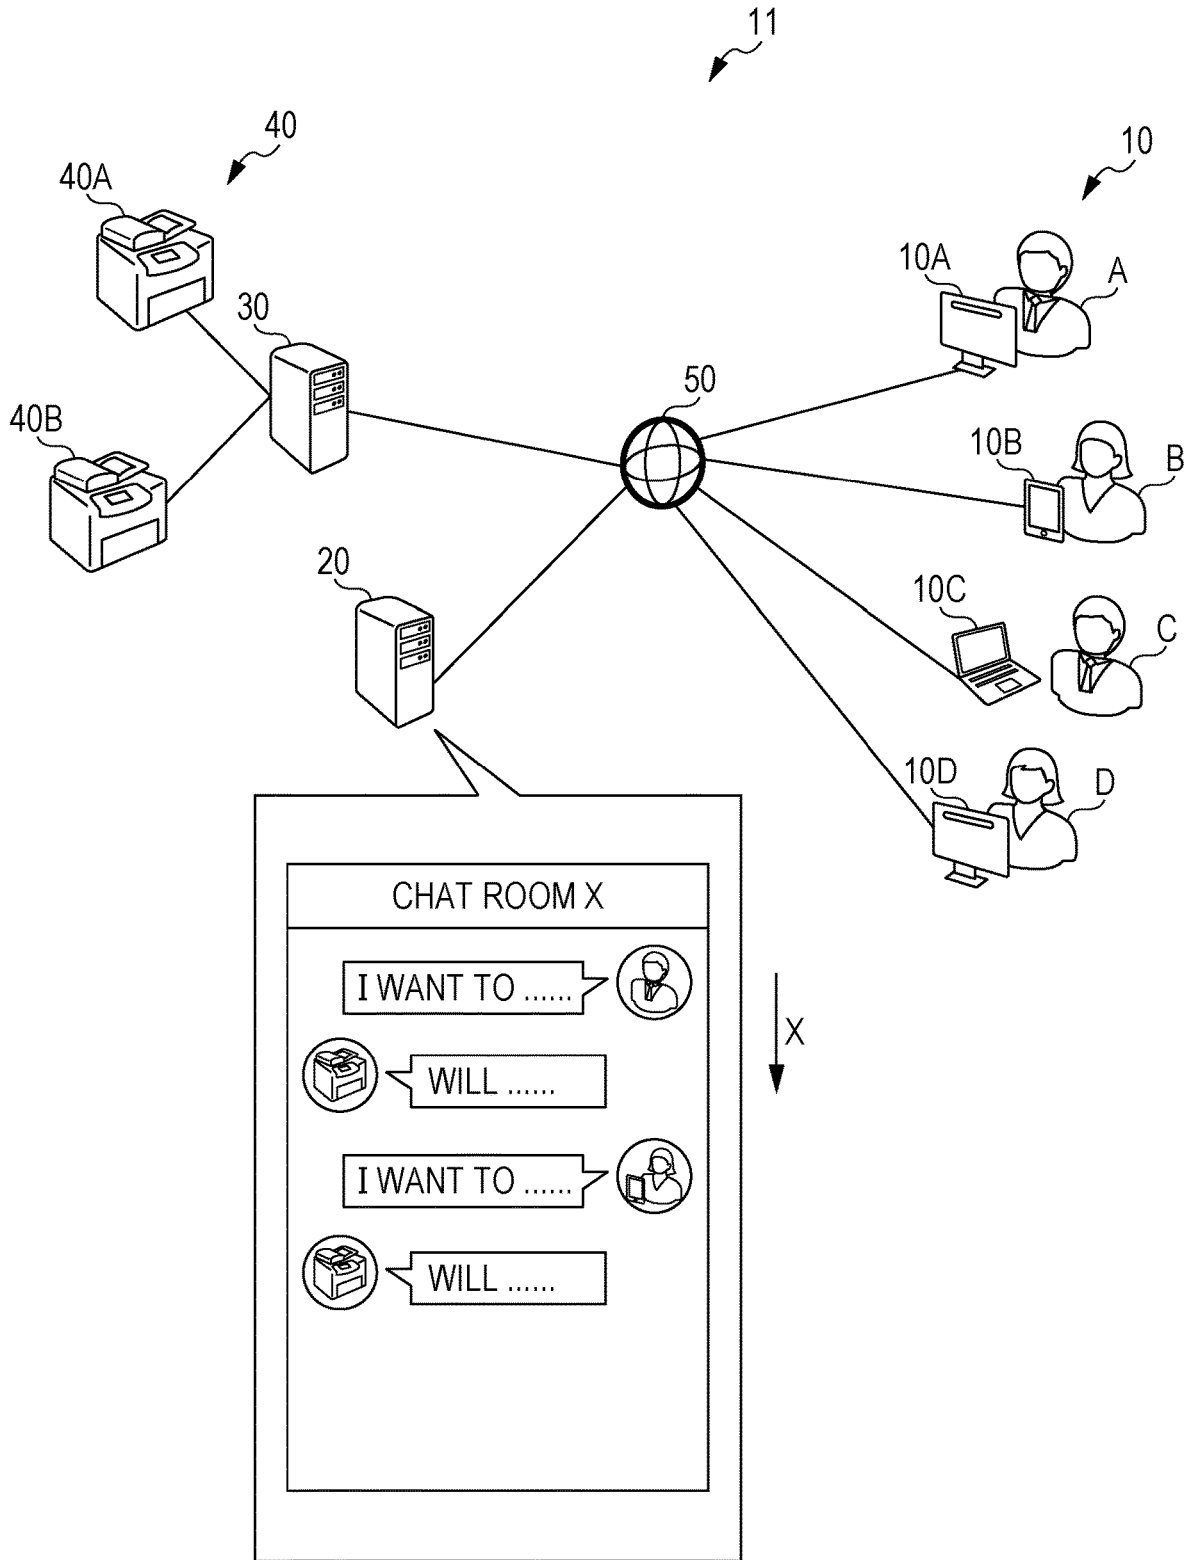 11
40
10
40A
10A
A
30
50
40B
10B
B
20
10C
C
10D
D
CHAT ROOM X
I WANT TO ......
X
WILL ......
I WANT TO ......
WILL ......